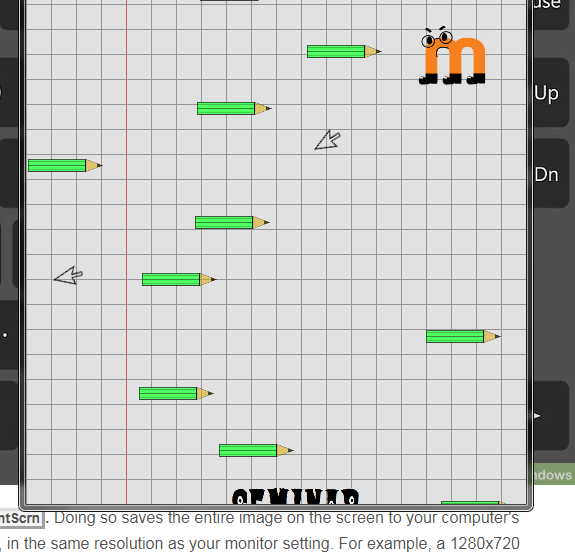 use
m
Up
Dn
ndows
ntScrn. Doing so saves the entire image on the screen to your computer's
, in the same resolution as your monitor setting. For example, a 1280x720